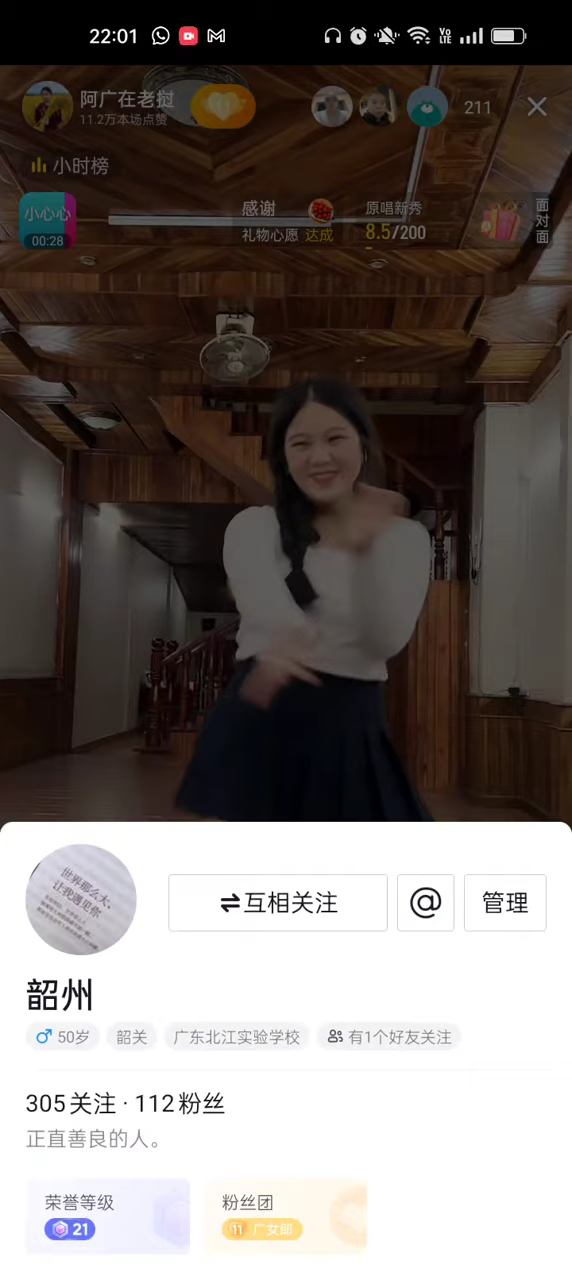 22:01
阿广在老挝
11.2万本场点赞
211
小时榜
小心心
00:28
感谢
礼物心愿 达成
原唱新秀
8.5/200
面对面
世界那么大,
让我遇见你
互相关注
@
管理
韶州
50岁
韶关
广东北江实验学校
有1个好友关注
305关注 · 112粉丝
正直善良的人。
荣誉等级
21
粉丝团
11 广女郎